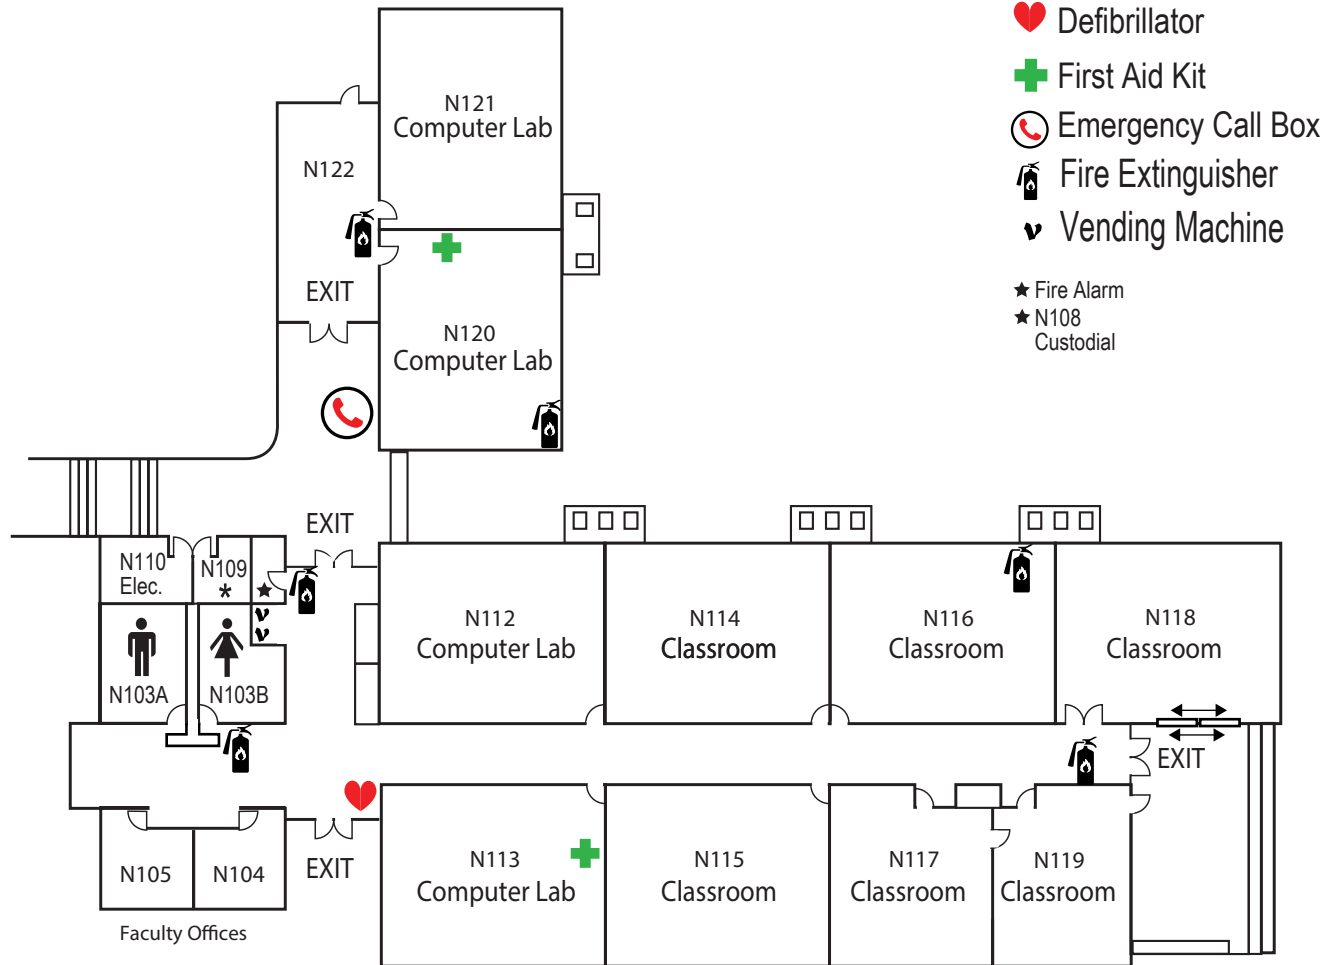 Defibrillator
First Aid Kit
Emergency Call Box
Fire Extinguisher
Vending Machine
★ Fire Alarm
★ N108
Custodial
N121
Computer Lab
N122
EXIT
N120
Computer Lab
EXIT
N110
Elec.
N109
*
N103A
N103B
N112
Computer Lab
N114
Classroom
N116
Classroom
N118
Classroom
EXIT
N105
N104
Faculty Offices
EXIT
N113
Computer Lab
N115
Classroom
N117
Classroom
N119
Classroom